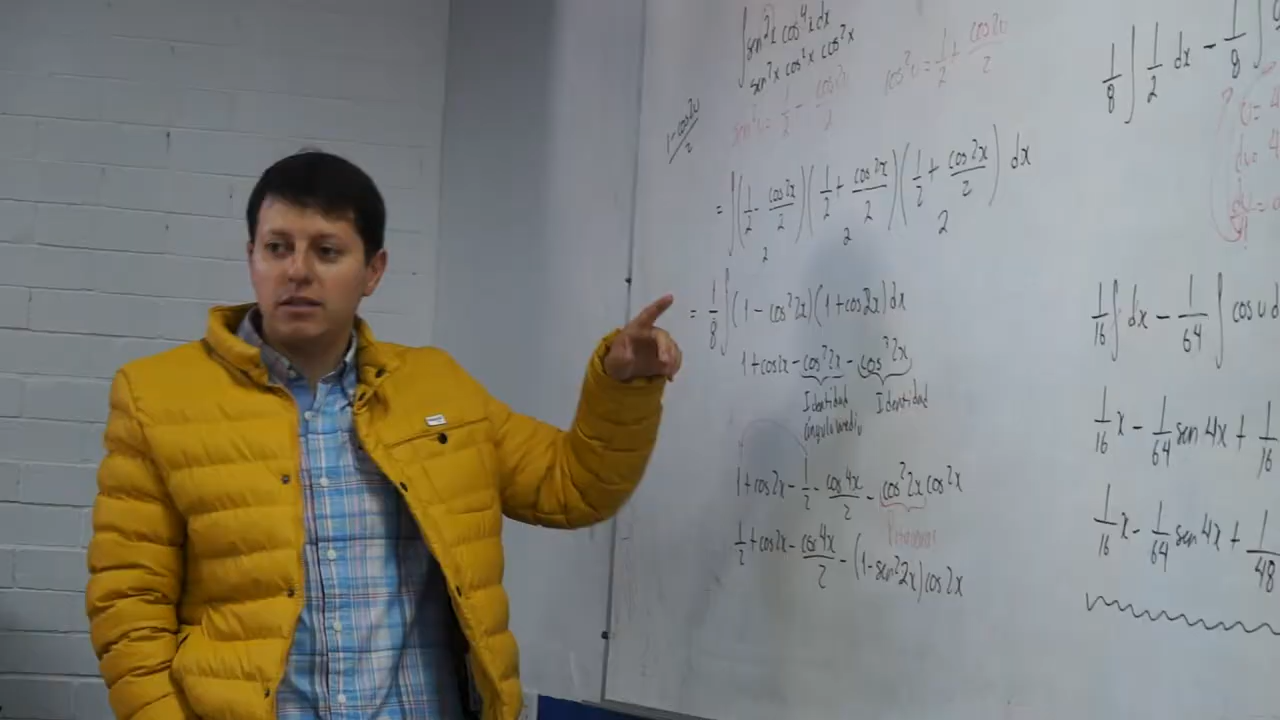 ∫sen²x cos⁴x dx
sen²x cos²x cos²x
sen²u = 1/2 - cos2u/2
cos²u = 1/2 + cos2u/2
1-cos2u/2
= ∫(1/2 - cos2x/2)(1/2 + cos2x/2)(1/2 + cos2x/2) dx
2 2 2
= 1/8 ∫(1 - cos²2x)(1+cos2x)dx
1+cos2x - cos²2x - cos³2x
Identidad Identidad
ángulo medio
1+cos2x - 1/2 - cos4x/2 - cos²2x cos2x
1/2 + cos2x - cos4x/2 - (1-sen²2x)cos2x
1/8 ∫ 1/2 dx - 1/8 ∫
u= 4
1/16 ∫ dx - 1/64 ∫ cos u d
1/16 x - 1/64 sen 4x + 1/16
1/16 x - 1/64 sen 4x + 1/48